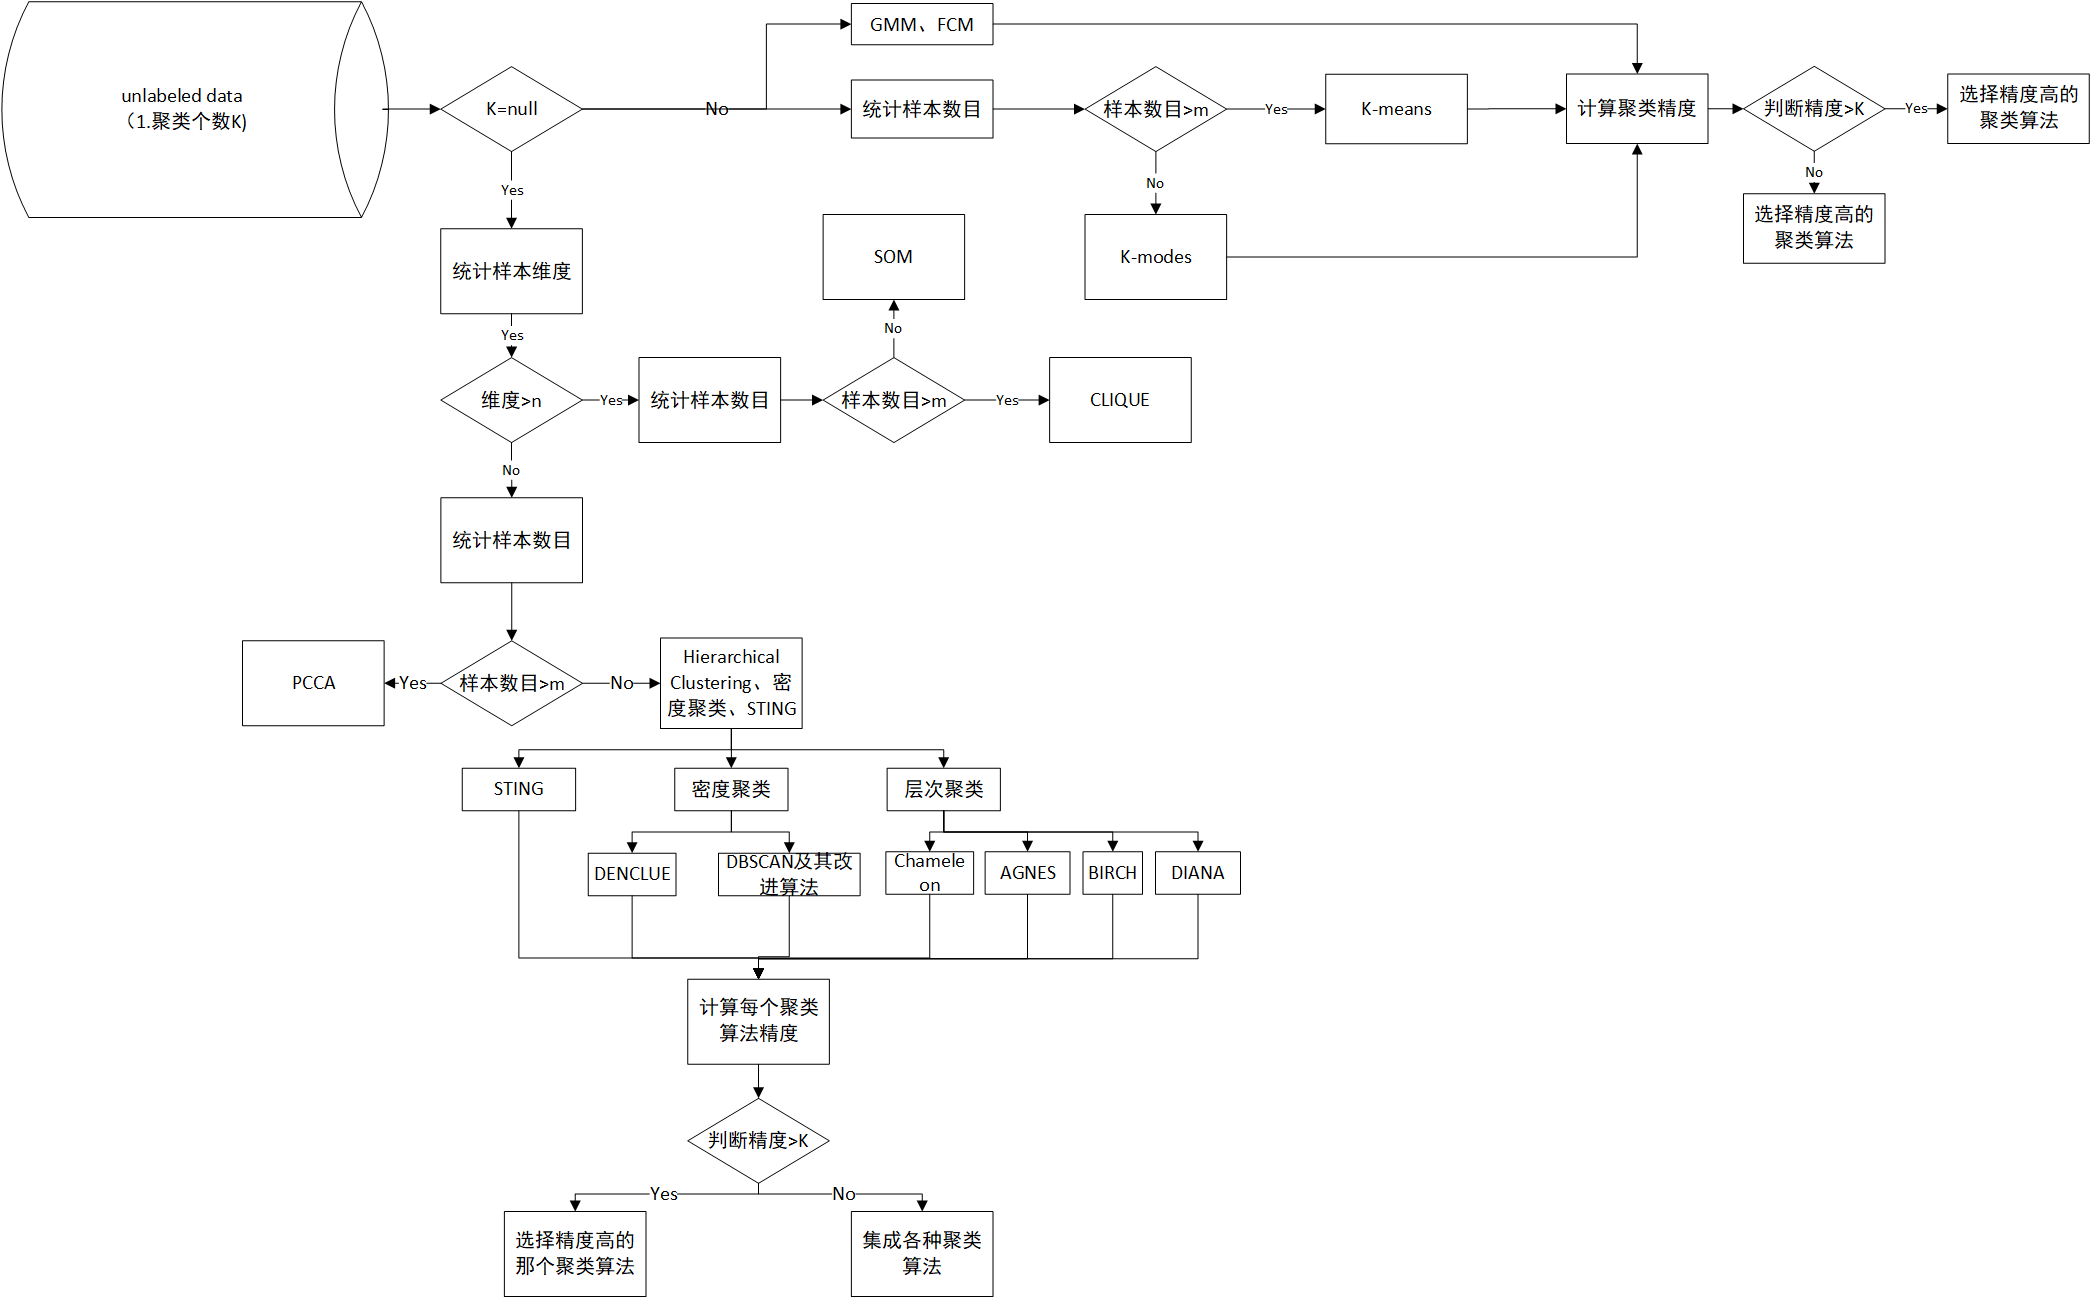 unlabeled data
（1.聚类个数K)
K=null
No
GMM、FCM
统计样本数目
样本数目>m
Yes
K-means
计算聚类精度
判断精度>K
Yes
选择精度高的
聚类算法
No
选择精度高的
聚类算法
No
K-modes
Yes
统计样本维度
Yes
维度>n
Yes
统计样本数目
样本数目>m
No
SOM
Yes
CLIQUE
No
统计样本数目
样本数目>m
Yes
PCCA
No
Hierarchical
Clustering、密
度聚类、STING
STING
密度聚类
层次聚类
DENCLUE
DBSCAN及其改
进算法
Chamele
on
AGNES
BIRCH
DIANA
计算每个聚类
算法精度
判断精度>K
Yes
No
选择精度高的
那个聚类算法
集成各种聚类
算法